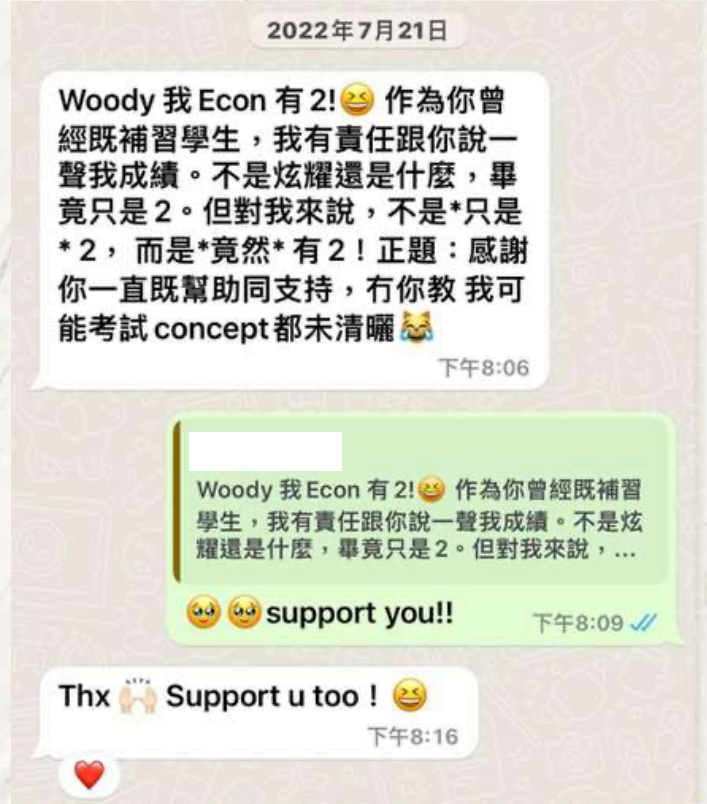 2022年7月21日
Woody 我 Econ 有 2!😆 作為你曾
經既補習學生，我有責任跟你說一
聲我成績。不是炫耀還是什麼，畢
竟只是 2。但對我來說，不是*只是
* 2， 而是*竟然* 有 2！正題：感謝
你一直既幫助同支持，冇你教 我可
能考試 concept 都未清曬😹
下午8:06
Woody 我 Econ 有 2!😆 作為你曾經既補習
學生，我有責任跟你說一聲我成績。不是炫
耀還是什麼，畢竟只是 2。但對我來說，...
🥹🥹support you!!
下午8:09
Thx 🙌🏻 Support u too！😆
下午8:16
❤️